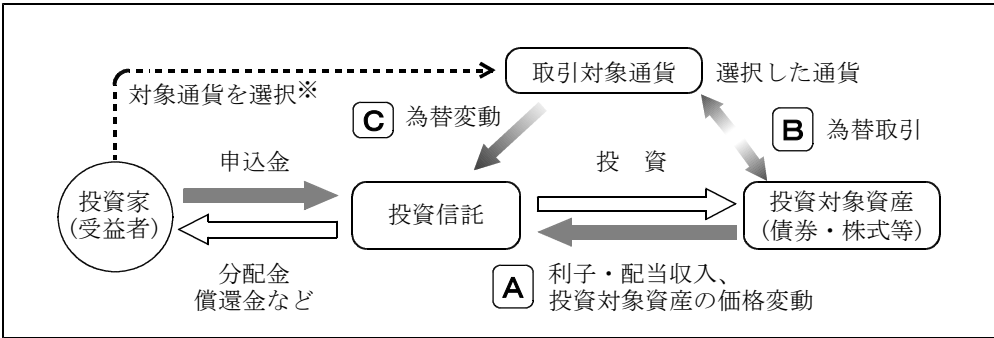 取引対象通貨
選択した通貨
対象通貨を選択※
C 為替変動
B 為替取引
申込金
投資
投資家
(受益者)
投資信託
投資対象資産
(債券・株式等)
分配金
償還金など
A 利子・配当収入、
投資対象資産の価格変動